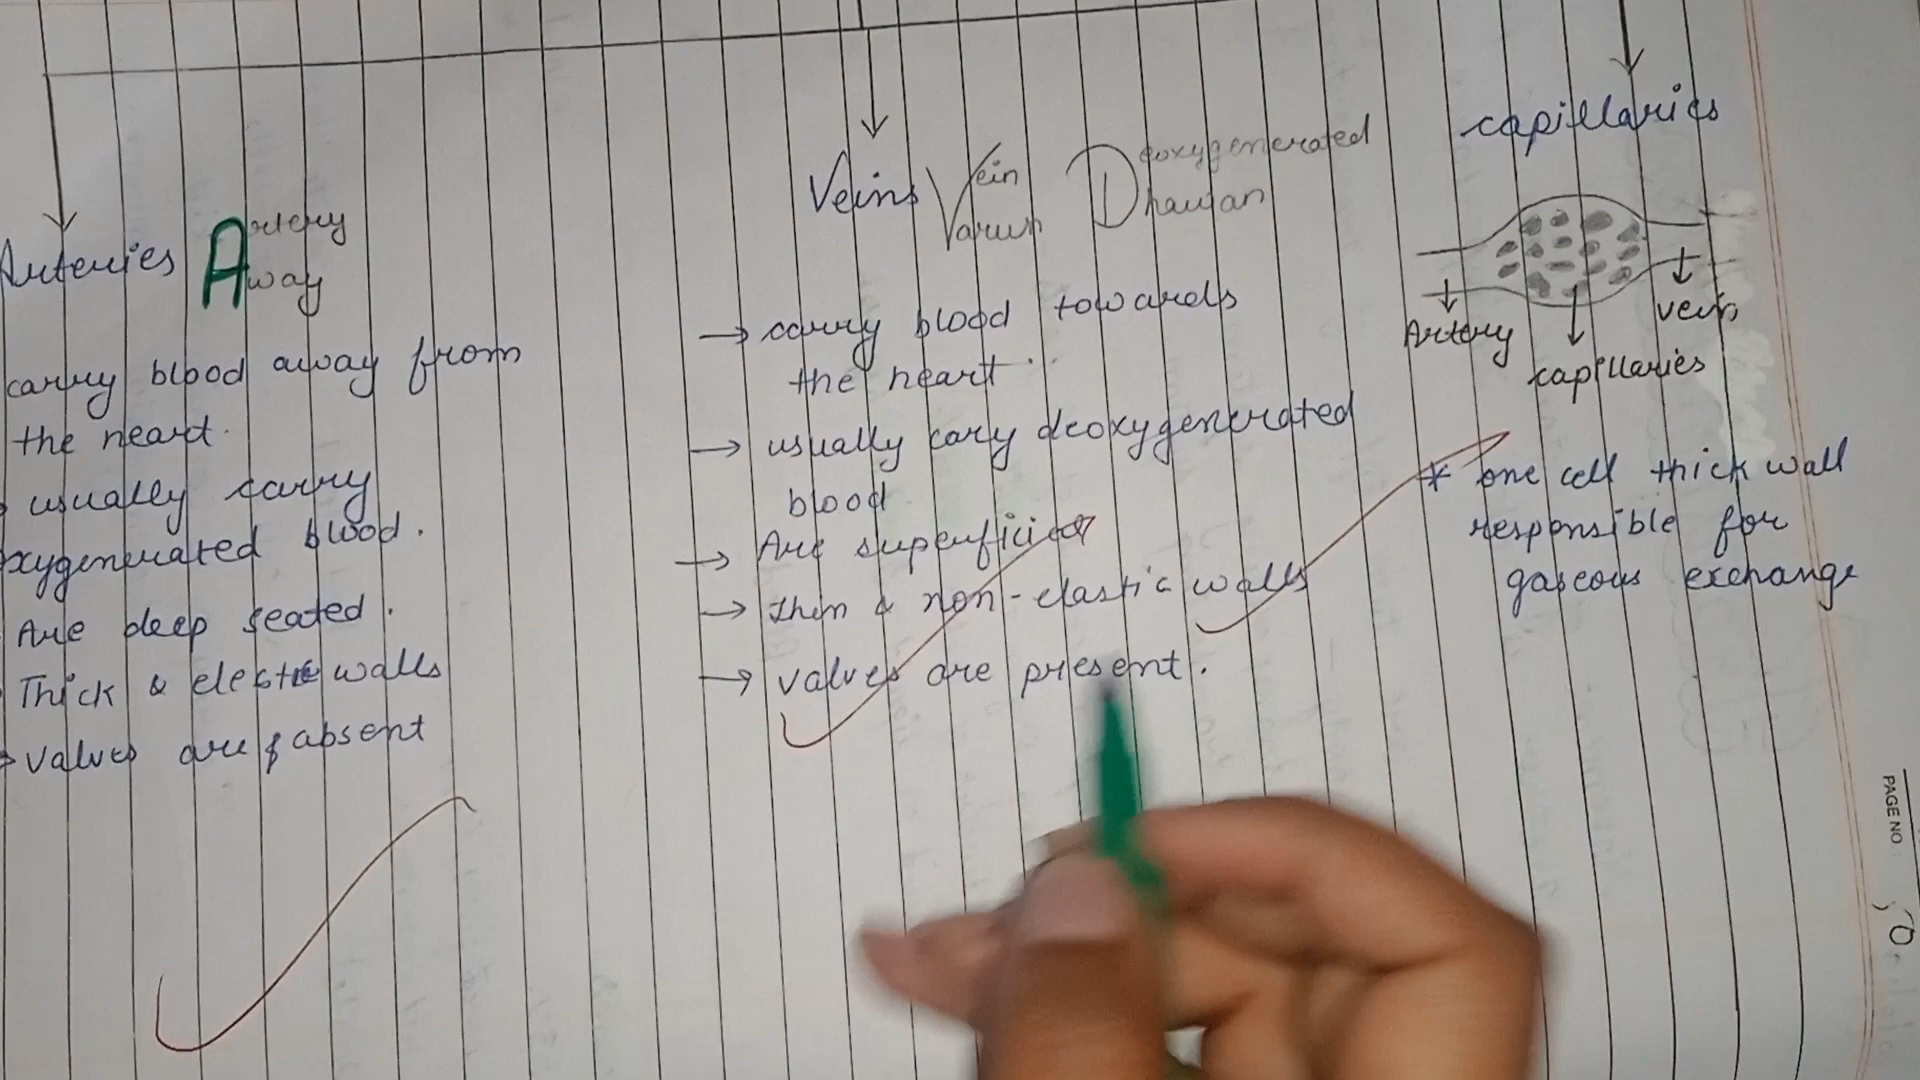 Arteries Artery
Away
carry blood away from
the heart.
usually carry
oxygenerated blood.
Are deep seated.
Thick & elestic walls
valves are absent
Veins Vein Deoxygenerated
Varun Dhawan
→ carry blood towards
the heart.
→ usually cary deoxygenerated
blood
→ Are superficial
→ thin & non-elastic walls
→ valves are present.
capillaries
Artery
capillaries
vein
* one cell thick wall
responsible for
gaseous exchange
PAGE NO